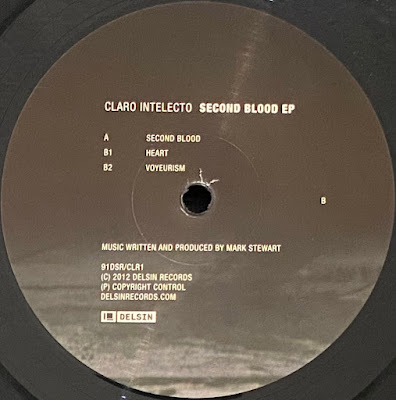 CLARO INTELECTO SECOND BLOOD EP
A SECOND BLOOD
B1 HEART
B2 VOYEURISM
B
MUSIC WRITTEN AND PRODUCED BY MARK STEWART
91DSR/CLR1
(C) 2012 DELSIN RECORDS
(P) COPYRIGHT CONTROL
DELSINRECORDS.COM
DELSIN